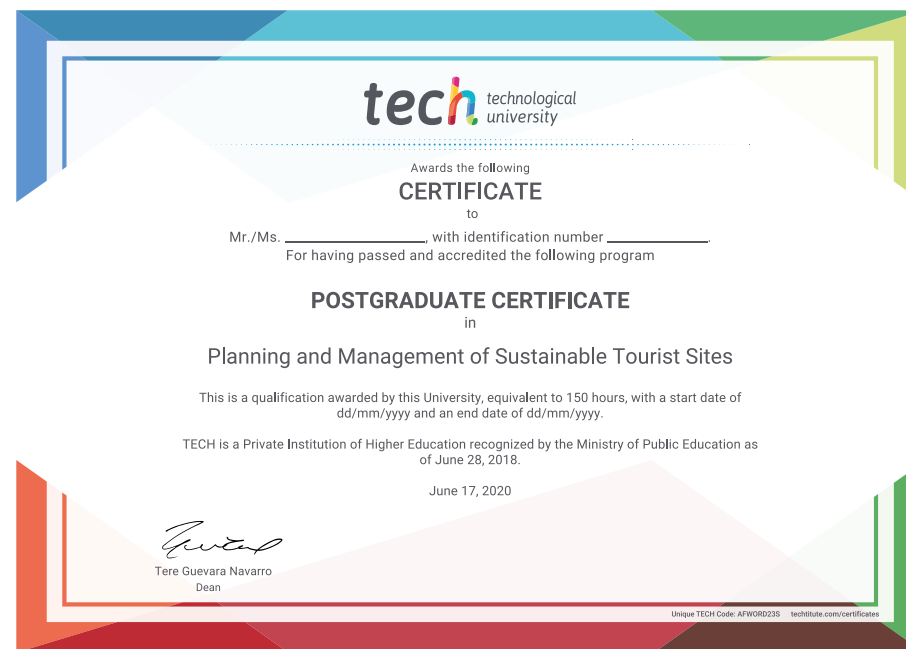 tech technological
university
Awards the following
CERTIFICATE
to
Mr./Ms. ____________________, with identification number ______________.
For having passed and accredited the following program
POSTGRADUATE CERTIFICATE
in
Planning and Management of Sustainable Tourist Sites
This is a qualification awarded by this University, equivalent to 150 hours, with a start date of
dd/mm/yyyy and an end date of dd/mm/yyyy.
TECH is a Private Institution of Higher Education recognized by the Ministry of Public Education as
of June 28, 2018.
June 17, 2020
Tere Guevara Navarro
Dean
Unique TECH Code: AFWORD23S techtitute.com/certificates